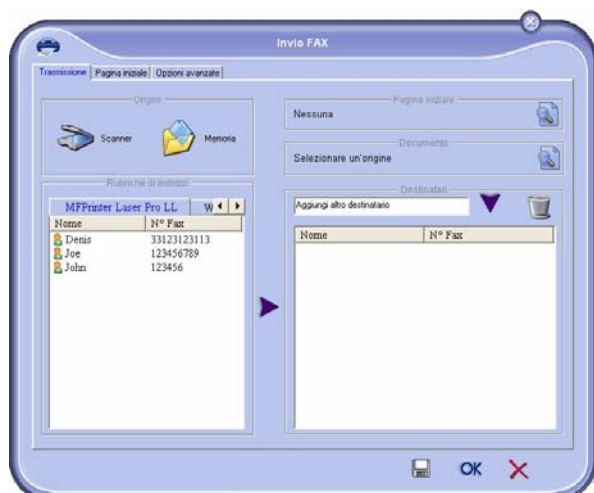 Invio FAX
Trasmissione Pagina iniziale Opzioni avanzate
Origine
Scanner Memoria
Pagina iniziale
Nessuna
Documento
Selezionare un'origine
Rubriche di indirizzi
MFPrinter Laser Pro LL W
Nome N° Fax
Denis 33123123113
Joe 123456789
John 123456
Destinatari
Aggiungi altro destinatario
Nome N° Fax
OK